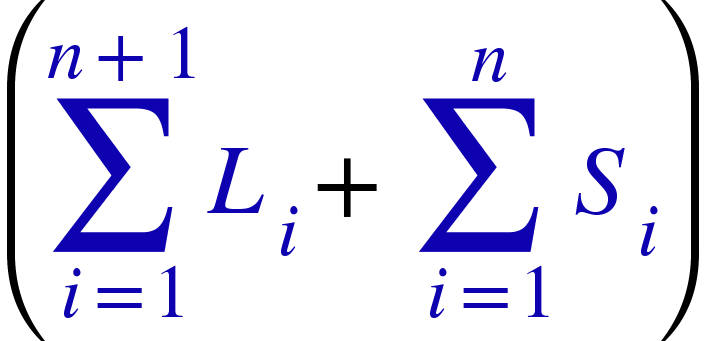 ( ∑_{i=1}^{n+1} L_i + ∑_{i=1}^{n} S_i )